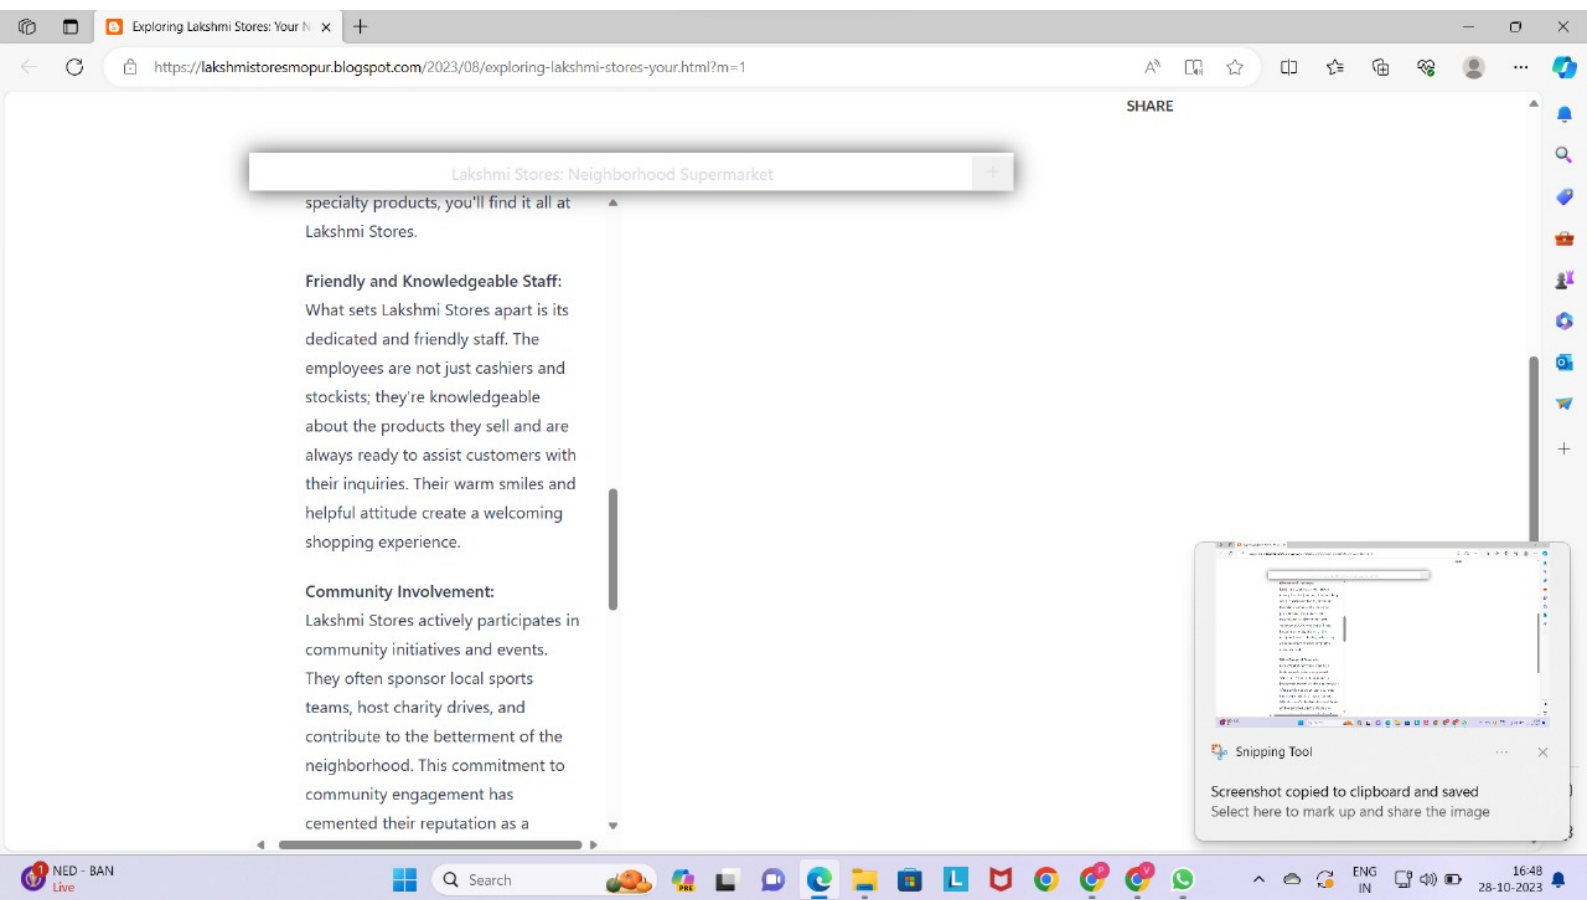 Exploring Lakshmi Stores: Your N
https://lakshmistoresmopur.blogspot.com/2023/08/exploring-lakshmi-stores-your.html?m=1
SHARE
Lakshmi Stores: Neighborhood Supermarket
+
specialty products, you'll find it all at
Lakshmi Stores.
Friendly and Knowledgeable Staff:
What sets Lakshmi Stores apart is its
dedicated and friendly staff. The
employees are not just cashiers and
stockists; they're knowledgeable
about the products they sell and are
always ready to assist customers with
their inquiries. Their warm smiles and
helpful attitude create a welcoming
shopping experience.
Community Involvement:
Lakshmi Stores actively participates in
community initiatives and events.
They often sponsor local sports
teams, host charity drives, and
contribute to the betterment of the
neighborhood. This commitment to
community engagement has
cemented their reputation as a
Snipping Tool
Screenshot copied to clipboard and saved
Select here to mark up and share the image
NED - BAN
Live
Search
PRE
ENG
IN
16:48
28-10-2023